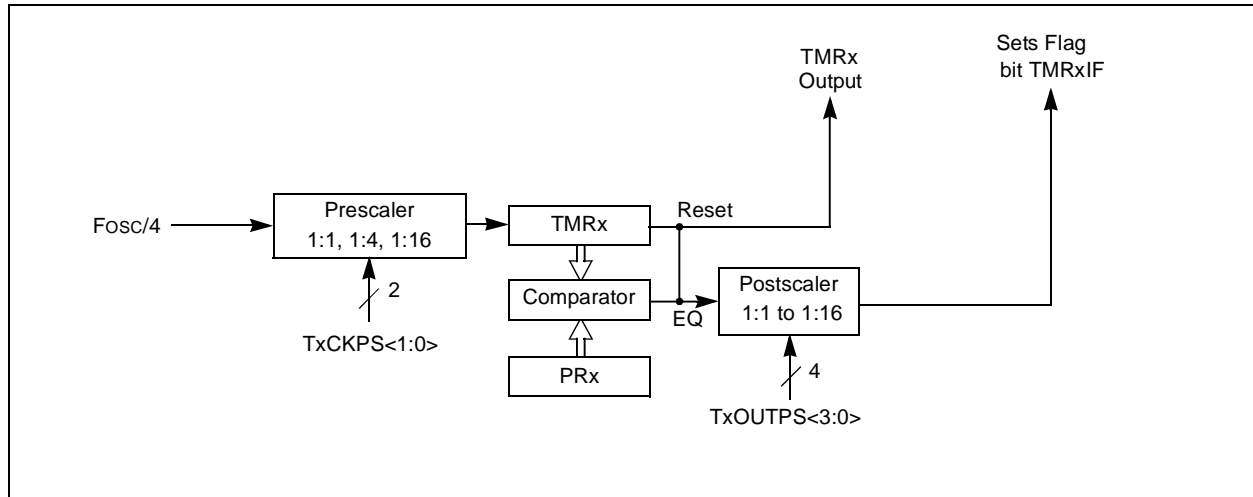 TMRx
Output
Sets Flag
bit TMRxIF
Fosc/4
Prescaler
1:1, 1:4, 1:16
2
TxCKPS<1:0>
TMRx
Reset
Comparator
EQ
PRx
Postscaler
1:1 to 1:16
4
TxOUTPS<3:0>